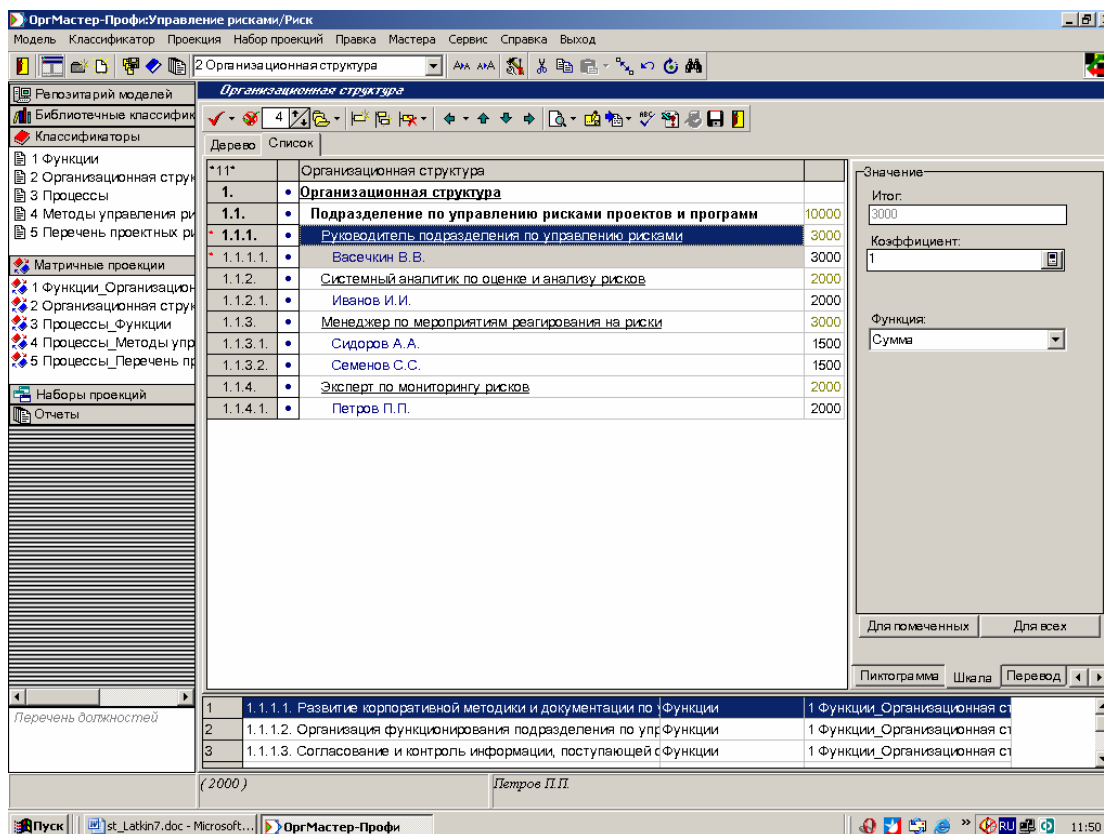 ОргМастер-Профи:Управление рисками/Риск
Модель Классификатор Проекция Набор проекций Правка Мастера Сервис Справка Выход
2 Организационная структура
Репозитарий моделей
Библиотечные классифик
Классификаторы
1 Функции
2 Организационная струк
3 Процессы
4 Методы управления ри
5 Перечень проектных ри
Матричные проекции
1 Функции_Организацион
2 Организационная струк
3 Процессы_Функции
4 Процессы_Методы упр
5 Процессы_Перечень пр
Наборы проекций
Отчеты
Перечень должностей
Организационная структура
4
Дерево Список
*11* Организационная структура
1. Организационная структура
1.1. Подразделение по управлению рисками проектов и программ 10000
* 1.1.1. Руководитель подразделения по управлению рисками 3000
* 1.1.1.1. Васечкин В.В. 3000
1.1.2. Системный аналитик по оценке и анализу рисков 2000
1.1.2.1. Иванов И.И. 2000
1.1.3. Менеджер по мероприятиям реагирования на риски 3000
1.1.3.1. Сидоров А.А. 1500
1.1.3.2. Семенов С.С. 1500
1.1.4. Эксперт по мониторингу рисков 2000
1.1.4.1. Петров П.П. 2000
Значение
Итог:
3000
Коэффициент:
1
Функция:
Сумма
Для помеченных Для всех
Пиктограмма Шкала Перевод
1 1.1.1.1. Развитие корпоративной методики и документации по Функции 1 Функции_Организационная ст
2 1.1.1.2. Организация функционирования подразделения по упр Функции 1 Функции_Организационная ст
3 1.1.1.3. Согласование и контроль информации, поступающей с Функции 1 Функции_Организационная ст
( 2000 ) Петров П.П.
Пуск st_Latkin7.doc - Microsoft... ОргМастер-Профи » RU 11:50